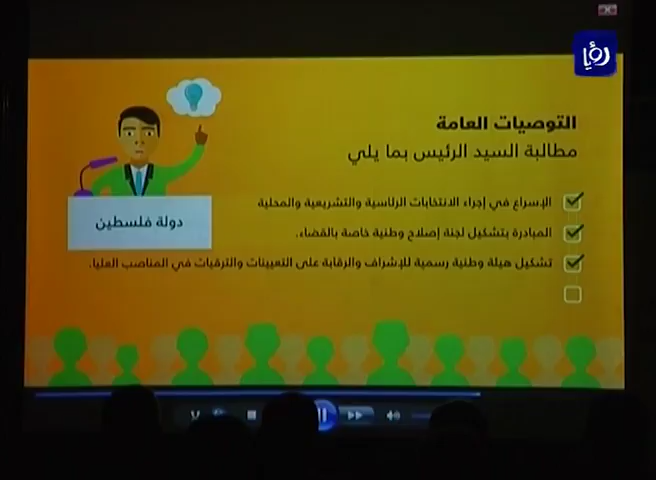 رؤيا
التوصيات العامة
مطالبة السيد الرئيس بما يلي
الإسراع في إجراء الانتخابات الرئاسية والتشريعية والمحلية
المبادرة بتشكيل لجنة إصلاح وطنية خاصة بالقضاء.
تشكيل هيئة وطنية رسمية للإشراف والرقابة على التعيينات والترقيات في المناصب العليا.
دولة فلسطين